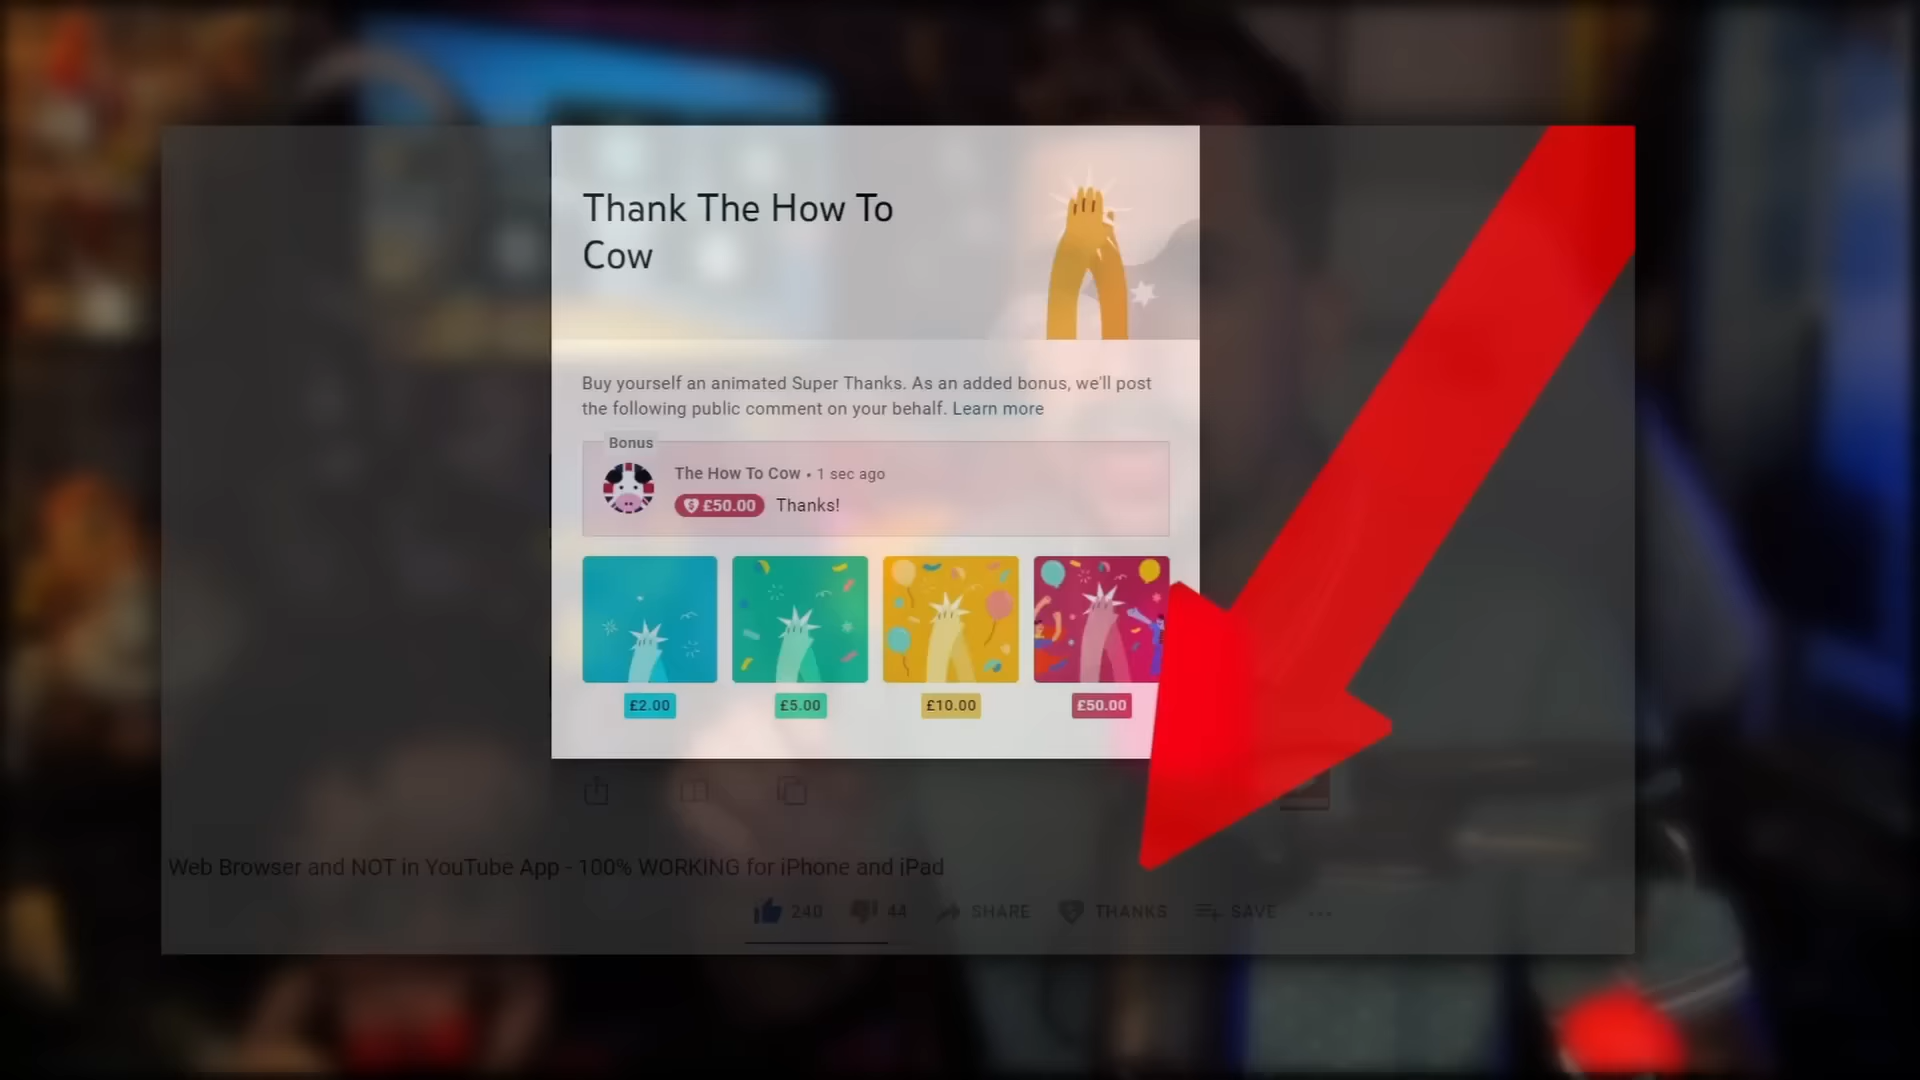 Thank The How To
Cow
Buy yourself an animated Super Thanks. As an added bonus, we'll post
the following public comment on your behalf. Learn more
Bonus
The How To Cow • 1 sec ago
£50.00 Thanks!
£2.00 £5.00 £10.00 £50.00
Web Browser and NOT in YouTube App - 100% WORKING for iPhone and iPad
240 44 SHARE THANKS SAVE ...